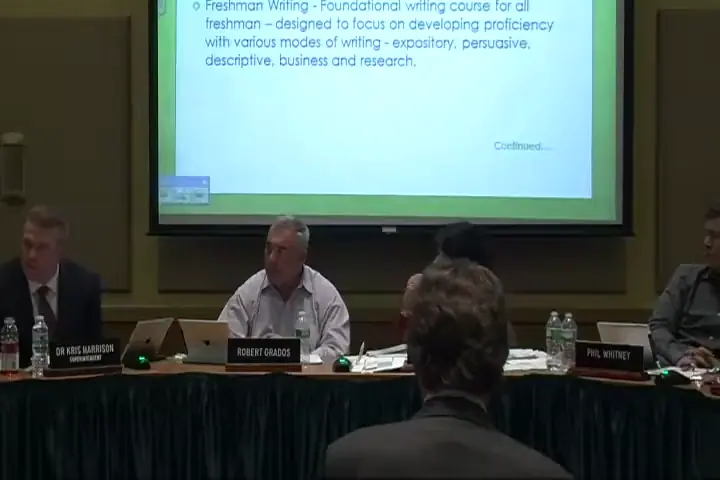 Freshman Writing - Foundational writing course for all
freshman – designed to focus on developing proficiency
with various modes of writing - expository, persuasive,
descriptive, business and research.
Continued....
DR KRIS HARRISON
SUPERINTENDENT
ROBERT GRADOS
PHIL WHITNEY